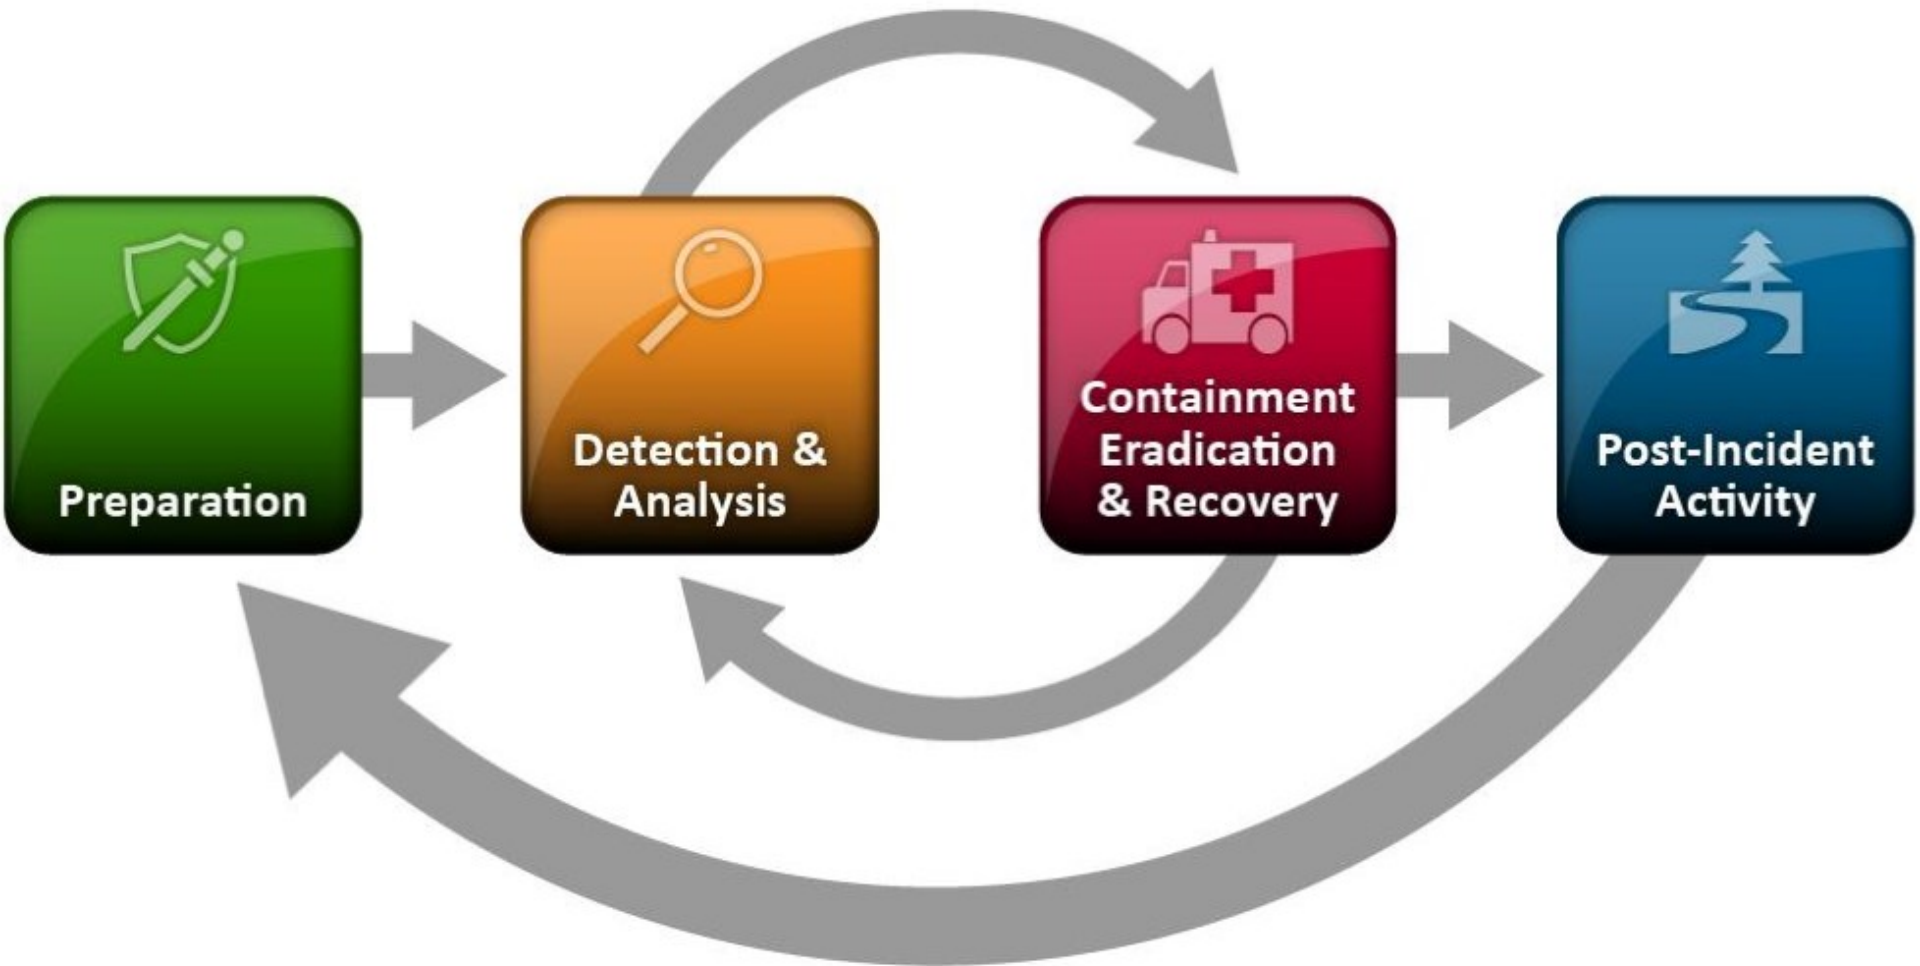 Preparation
Detection &
Analysis
Containment
Eradication
& Recovery
Post-Incident
Activity